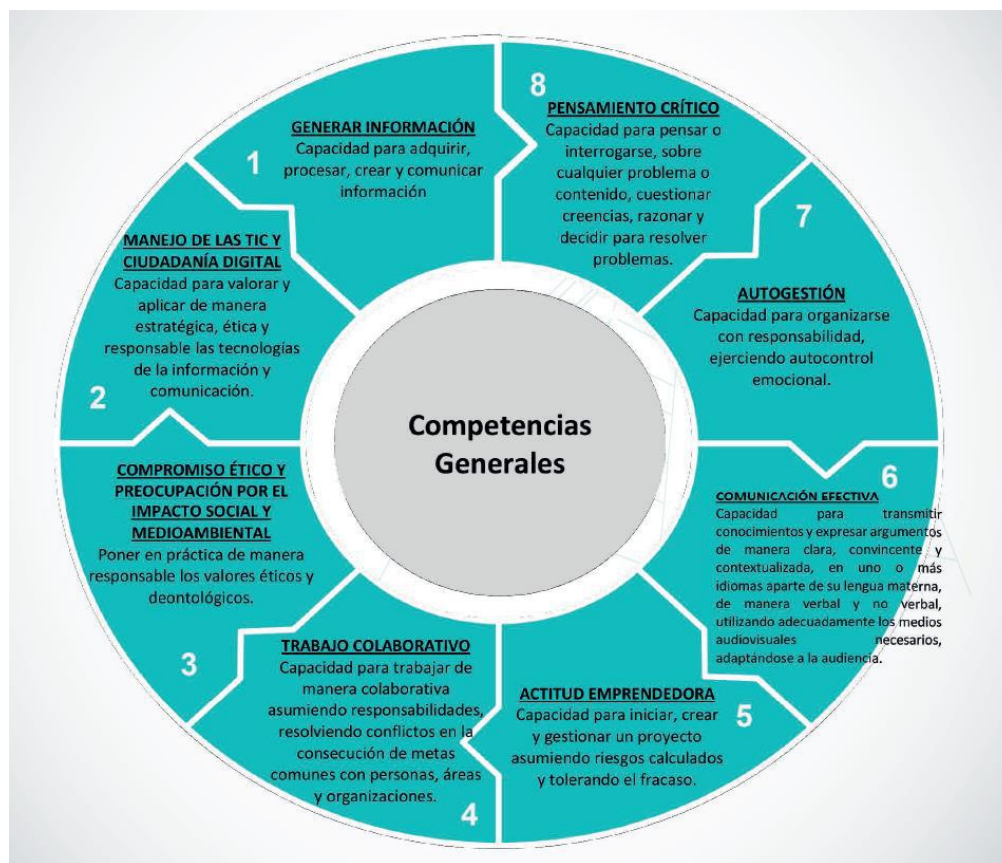 Competencias
Generales
1
GENERAR INFORMACIÓN
Capacidad para adquirir,
procesar, crear y comunicar
información
2
MANEJO DE LAS TIC Y
CIUDADANÍA DIGITAL
Capacidad para valorar y
aplicar de manera
estratégica, ética y
responsable las tecnologías
de la información y
comunicación.
3
COMPROMISO ÉTICO Y
PREOCUPACIÓN POR EL
IMPACTO SOCIAL Y
MEDIOAMBIENTAL
Poner en práctica de manera
responsable los valores éticos y
deontológicos.
4
TRABAJO COLABORATIVO
Capacidad para trabajar de
manera colaborativa
asumiendo responsabilidades,
resolviendo conflictos en la
consecución de metas
comunes con personas, áreas
y organizaciones.
5
ACTITUD EMPRENDEDORA
Capacidad para iniciar, crear
y gestionar un proyecto
asumiendo riesgos calculados
y tolerando el fracaso.
6
COMUNICACIÓN EFECTIVA
Capacidad para transmitir
conocimientos y expresar argumentos
de manera clara, convincente y
contextualizada, en uno o más
idiomas aparte de su lengua materna,
de manera verbal y no verbal,
utilizando adecuadamente los medios
audiovisuales necesarios,
adaptándose a la audiencia.
7
AUTOGESTIÓN
Capacidad para organizarse
con responsabilidad,
ejerciendo autocontrol
emocional.
8
PENSAMIENTO CRÍTICO
Capacidad para pensar o
interrogarse, sobre
cualquier problema o
contenido, cuestionar
creencias, razonar y
decidir para resolver
problemas.